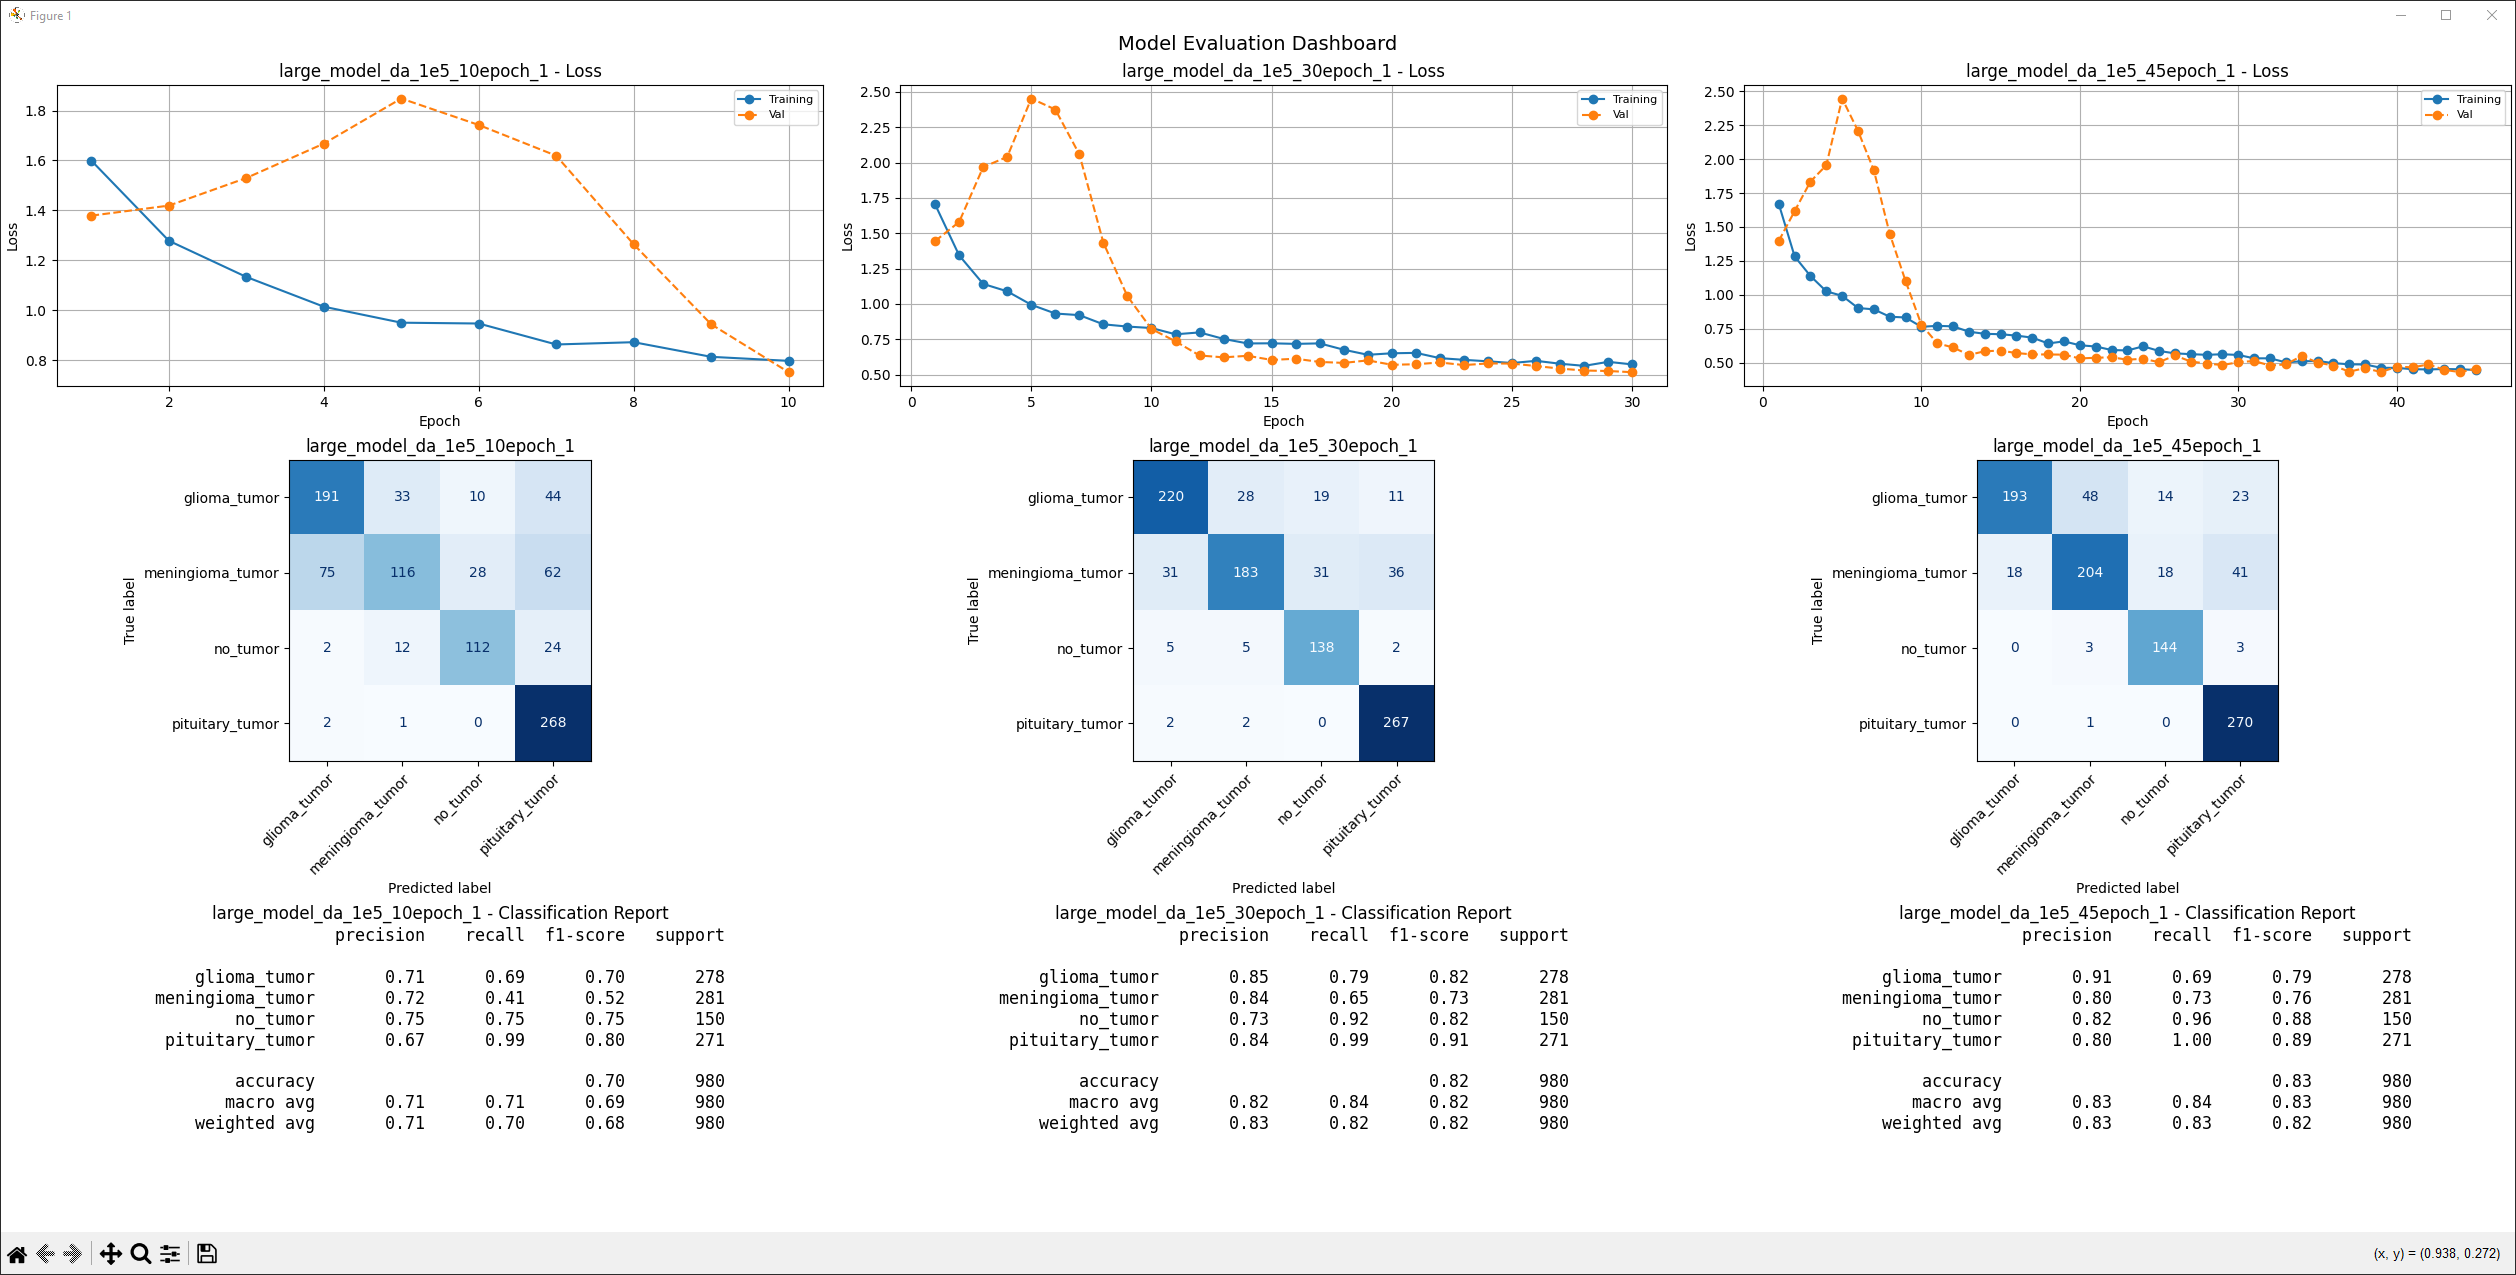 Figure 1
Model Evaluation Dashboard
large_model_da_1e5_10epoch_1 - Loss
1.8
1.6
1.4
1.2
1.0
0.8
Loss
Training
Val
2 4 6 8 10
Epoch
large_model_da_1e5_30epoch_1 - Loss
2.50
2.25
2.00
1.75
1.50
1.25
1.00
0.75
0.50
Loss
Training
Val
0 5 10 15 20 25 30
Epoch
large_model_da_1e5_45epoch_1 - Loss
2.50
2.25
2.00
1.75
1.50
1.25
1.00
0.75
0.50
Loss
Training
Val
0 10 20 30 40
Epoch
large_model_da_1e5_10epoch_1
True label
glioma_tumor 191 33 10 44
meningioma_tumor 75 116 28 62
no_tumor 2 12 112 24
pituitary_tumor 2 1 0 268
glioma_tumor
meningioma_tumor
no_tumor
pituitary_tumor
Predicted label
large_model_da_1e5_30epoch_1
True label
glioma_tumor 220 28 19 11
meningioma_tumor 31 183 31 36
no_tumor 5 5 138 2
pituitary_tumor 2 2 0 267
glioma_tumor
meningioma_tumor
no_tumor
pituitary_tumor
Predicted label
large_model_da_1e5_45epoch_1
True label
glioma_tumor 193 48 14 23
meningioma_tumor 18 204 18 41
no_tumor 0 3 144 3
pituitary_tumor 0 1 0 270
glioma_tumor
meningioma_tumor
no_tumor
pituitary_tumor
Predicted label
large_model_da_1e5_10epoch_1 - Classification Report
precision recall f1-score support
glioma_tumor 0.71 0.69 0.70 278
meningioma_tumor 0.72 0.41 0.52 281
no_tumor 0.75 0.75 0.75 150
pituitary_tumor 0.67 0.99 0.80 271
accuracy 0.70 980
macro avg 0.71 0.71 0.69 980
weighted avg 0.71 0.70 0.68 980
large_model_da_1e5_30epoch_1 - Classification Report
precision recall f1-score support
glioma_tumor 0.85 0.79 0.82 278
meningioma_tumor 0.84 0.65 0.73 281
no_tumor 0.73 0.92 0.82 150
pituitary_tumor 0.84 0.99 0.91 271
accuracy 0.82 980
macro avg 0.82 0.84 0.82 980
weighted avg 0.83 0.82 0.82 980
large_model_da_1e5_45epoch_1 - Classification Report
precision recall f1-score support
glioma_tumor 0.91 0.69 0.79 278
meningioma_tumor 0.80 0.73 0.76 281
no_tumor 0.82 0.96 0.88 150
pituitary_tumor 0.80 1.00 0.89 271
accuracy 0.83 980
macro avg 0.83 0.84 0.83 980
weighted avg 0.83 0.83 0.82 980
(x, y) = (0.938, 0.272)